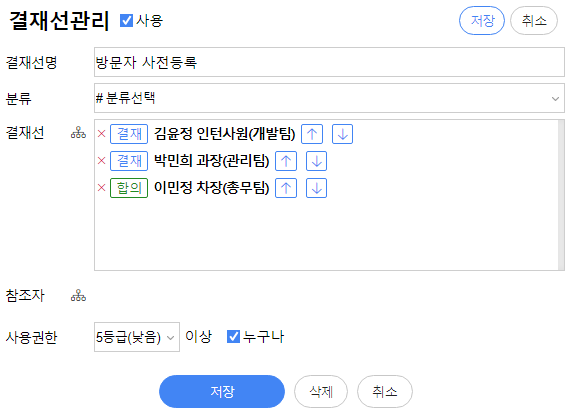 결재선관리 사용 저장 취소
결재선명 방문자 사전등록
분류 # 분류선택
결재선 × 결재 김윤정 인턴사원(개발팀) ↑ ↓
× 결재 박민희 과장(관리팀) ↑ ↓
× 합의 이민정 차장(총무팀) ↑ ↓
참조자
사용권한 5등급(낮음) 이상 누구나
저장 삭제 취소